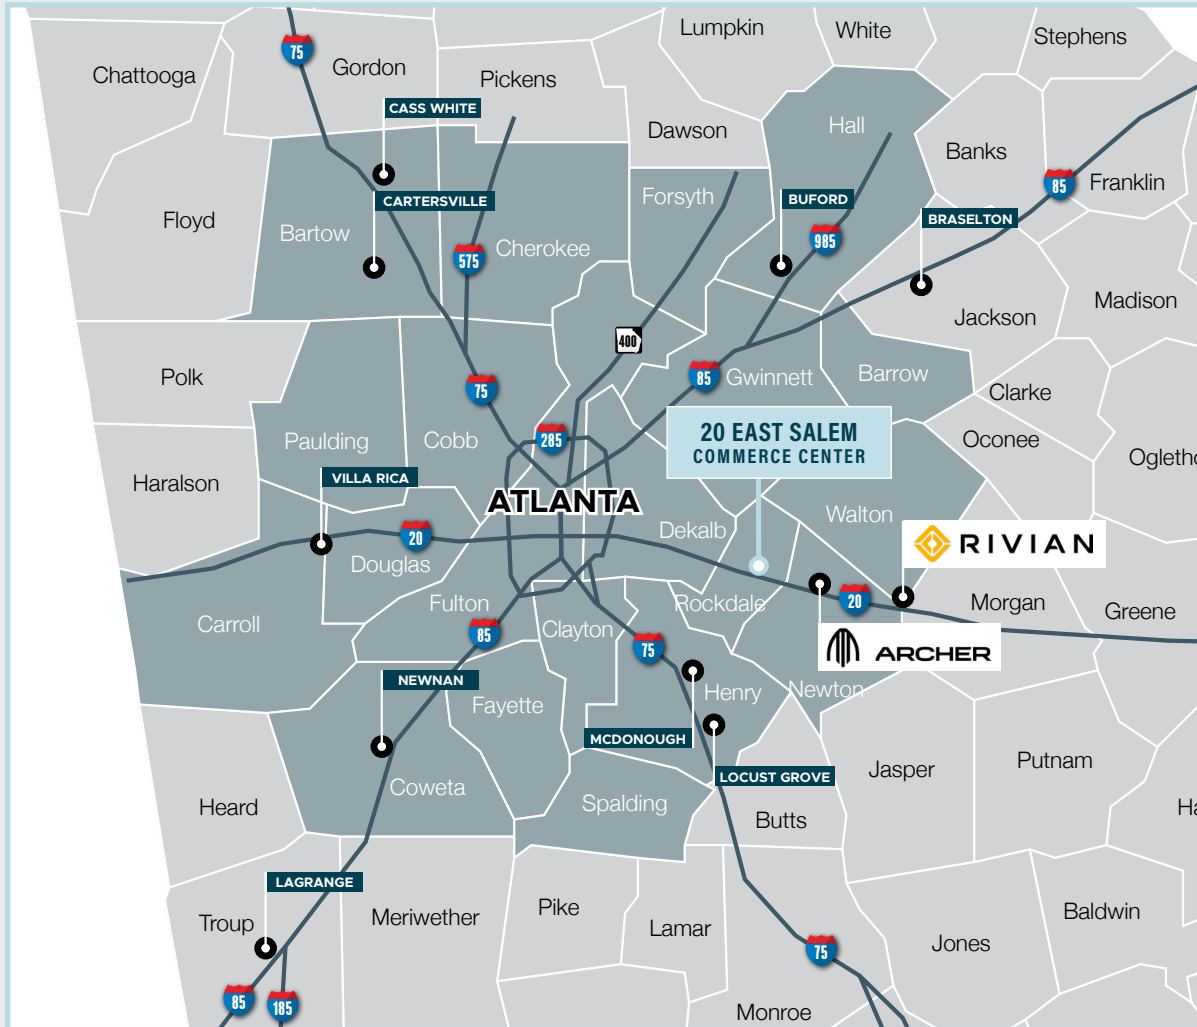 Lumpkin
White
Stephens
Chattooga
75
Gordon
Pickens
CASS WHITE
Dawson
Hall
Banks
85
Franklin
CARTERSVILLE
Forsyth
BUFORD
BRASELTON
Floyd
Bartow
575
Cherokee
985
Madison
Jackson
400
Polk
75
85
Gwinnett
Barrow
Clarke
20 EAST SALEM
COMMERCE CENTER
Paulding
Cobb
285
Oconee
Ogletho
Haralson
VILLA RICA
ATLANTA
Walton
20
Dekalb
RIVIAN
Douglas
Fulton
Rockdale
20
Morgan
Greene
Carroll
85
Clayton
75
ARCHER
NEWNAN
Fayette
Henry
Newton
MCDONOUGH
LOCUST GROVE
Jasper
Putnam
Coweta
Spalding
Heard
Butts
Ha
LAGRANGE
Troup
Meriwether
Pike
Lamar
Jones
Baldwin
75
85
185
Monroe